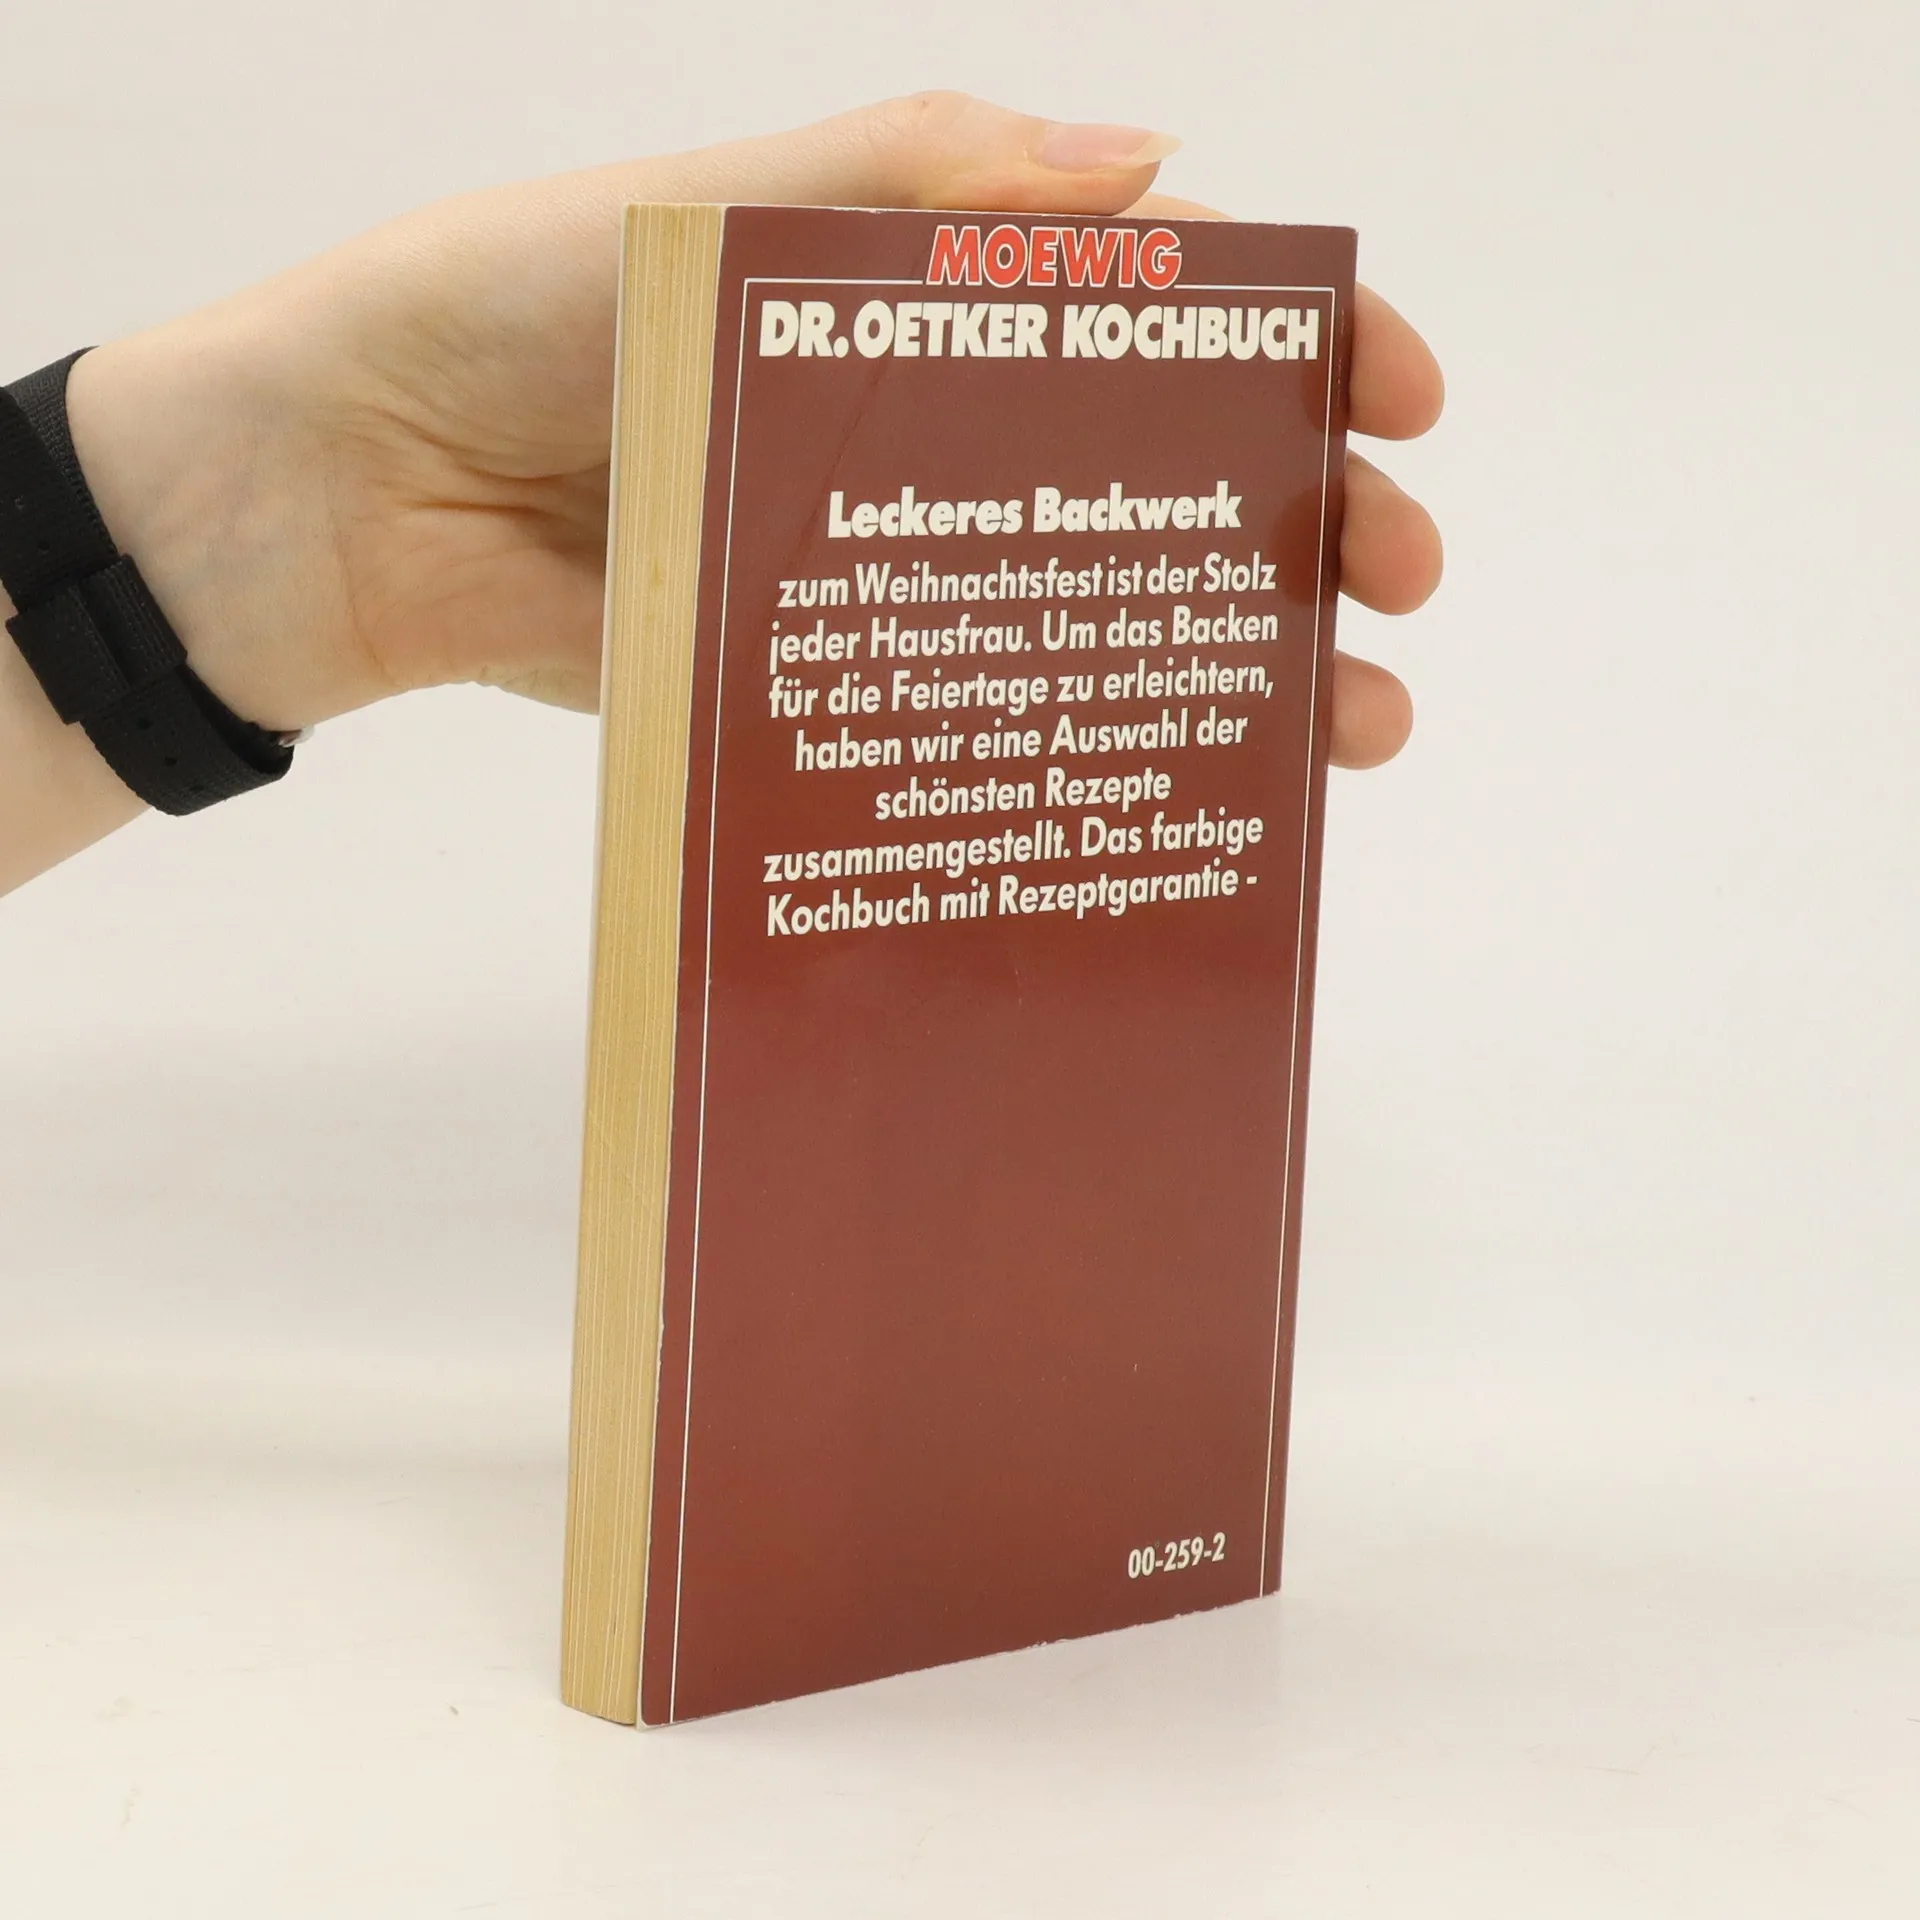 MOEWIG
DR. OETKER KOCHBUCH
Leckeres Backwerk
zum Weihnachtsfest ist der Stolz
jeder Hausfrau. Um das Backen
für die Feiertage zu erleichtern,
haben wir eine Auswahl der
schönsten Rezepte
zusammengestellt. Das farbige
Kochbuch mit Rezeptgarantie -
00-259-2